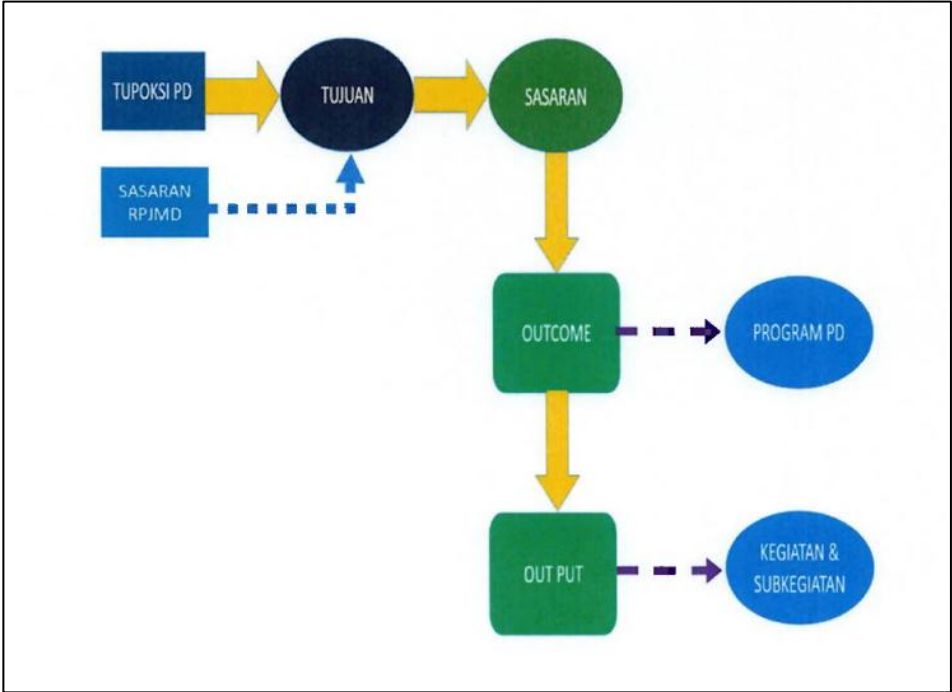 TUPOKSI PD
TUJUAN
SASARAN
SASARAN
RPJMD
OUTCOME
PROGRAM PD
OUT PUT
KEGIATAN &
SUBKEGIATAN